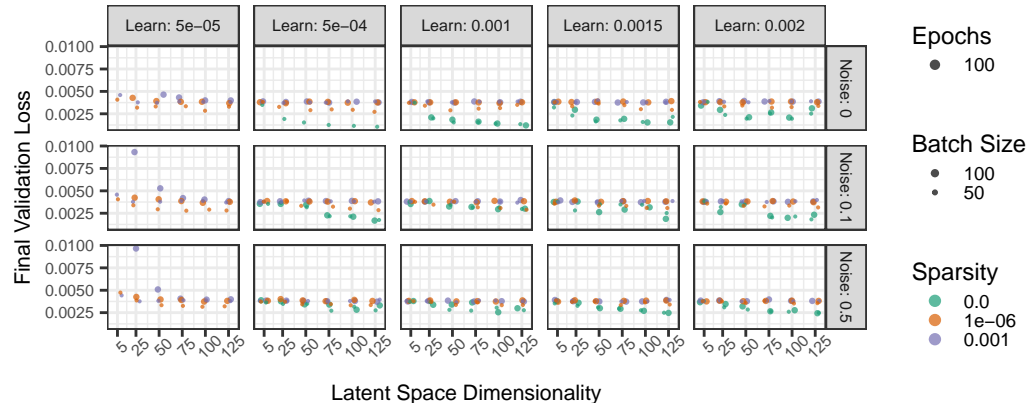 Learn: 5e−05 Learn: 5e−04 Learn: 0.001 Learn: 0.0015 Learn: 0.002
Final Validation Loss
0.0100
0.0075
0.0050
0.0025
Noise: 0
0.0100
0.0075
0.0050
0.0025
Noise: 0.1
0.0100
0.0075
0.0050
0.0025
Noise: 0.5
5 25 50 75 100 125 5 25 50 75 100 125 5 25 50 75 100 125 5 25 50 75 100 125 5 25 50 75 100 125
Latent Space Dimensionality
Epochs
100
Batch Size
100
50
Sparsity
0.0
1e−06
0.001